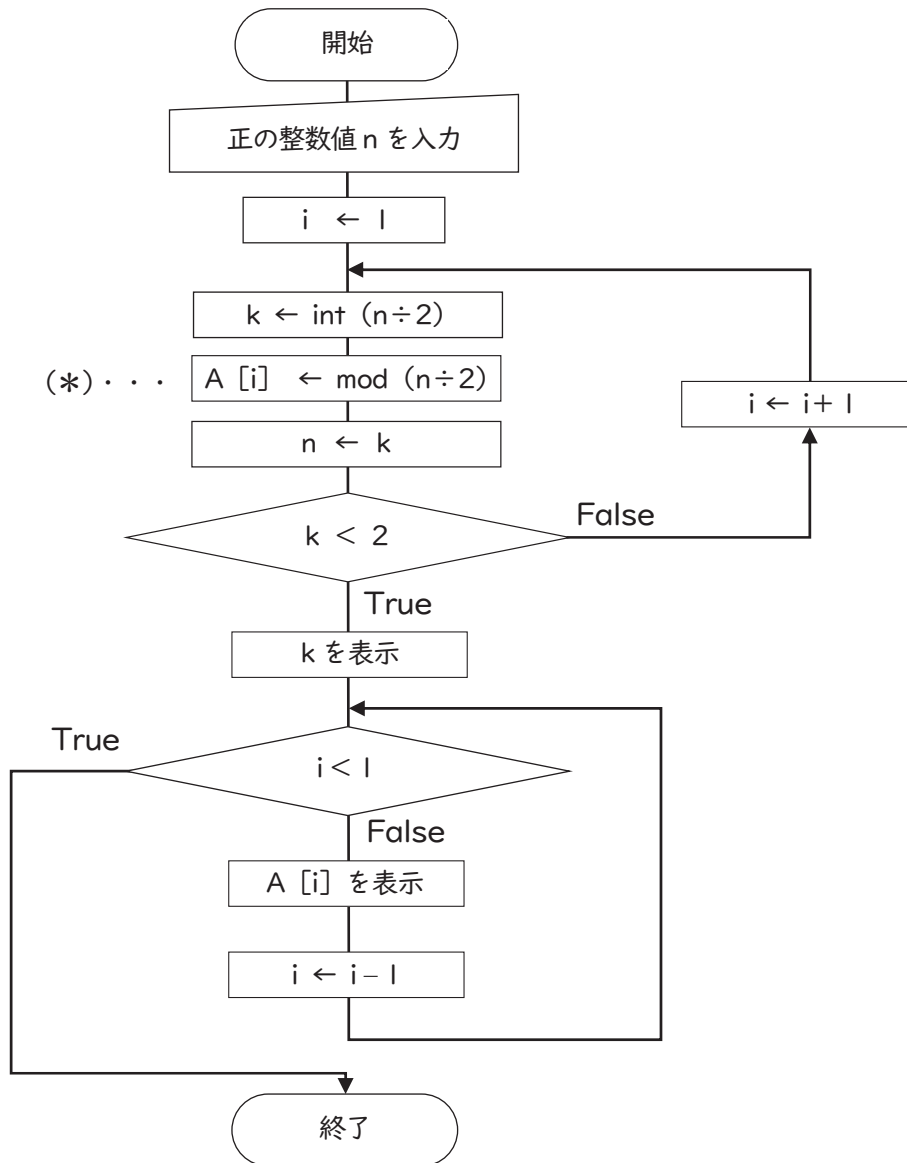 開始
正の整数値 n を入力
i ← 1
k ← int (n÷2)
(*)・・・ A [i] ← mod (n÷2)
i ← i+ 1
n ← k
k < 2
False
True
k を表示
True
i < 1
False
A [i] を表示
i ← i− 1
終了